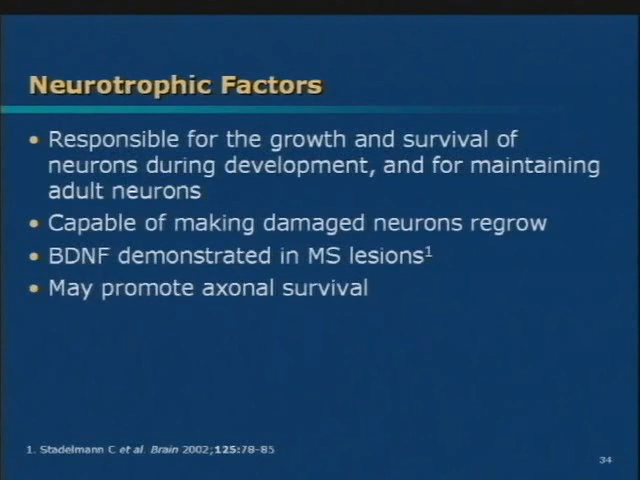 Neurotrophic Factors
• Responsible for the growth and survival of
neurons during development, and for maintaining
adult neurons
• Capable of making damaged neurons regrow
• BDNF demonstrated in MS lesions¹
• May promote axonal survival
1. Stadelmann C et al. Brain 2002;125:78-85
34